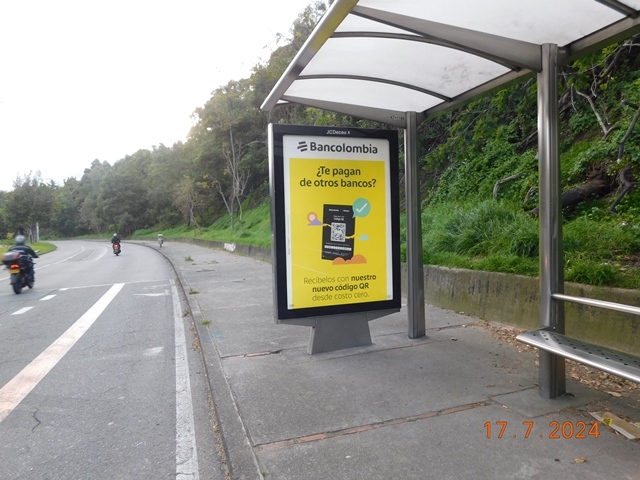 JCDecaux
Bancolombia
¿Te pagan
de otros bancos?
Recíbelos con nuestro
nuevo código QR
desde costo cero.
17. 7. 2024